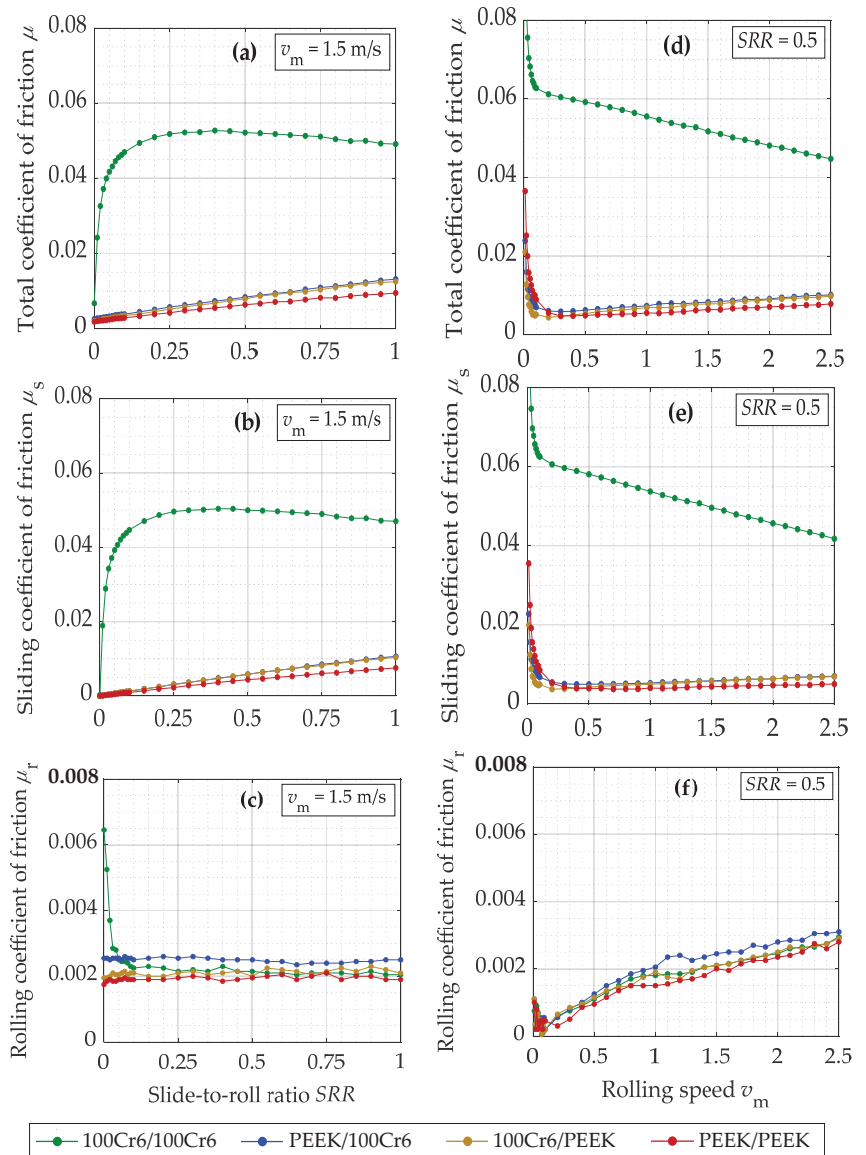 Total coefficient of friction μ
0.08
0.06
0.04
0.02
0
(a)
v_m = 1.5 m/s
0 0.25 0.5 0.75 1
Total coefficient of friction μ
0.08
0.06
0.04
0.02
0
(d)
SRR = 0.5
0 0.5 1 1.5 2 2.5
Sliding coefficient of friction μ_s
0.08
0.06
0.04
0.02
0
(b)
v_m = 1.5 m/s
0 0.25 0.5 0.75 1
Sliding coefficient of friction μ_s
0.08
0.06
0.04
0.02
0
(e)
SRR = 0.5
0 0.5 1 1.5 2 2.5
Rolling coefficient of friction μ_r
0.008
0.006
0.004
0.002
0
(c)
v_m = 1.5 m/s
0 0.25 0.5 0.75 1
Slide-to-roll ratio SRR
Rolling coefficient of friction μ_r
0.008
0.006
0.004
0.002
0
(f)
SRR = 0.5
0 0.5 1 1.5 2 2.5
Rolling speed v_m
100Cr6/100Cr6 PEEK/100Cr6 100Cr6/PEEK PEEK/PEEK